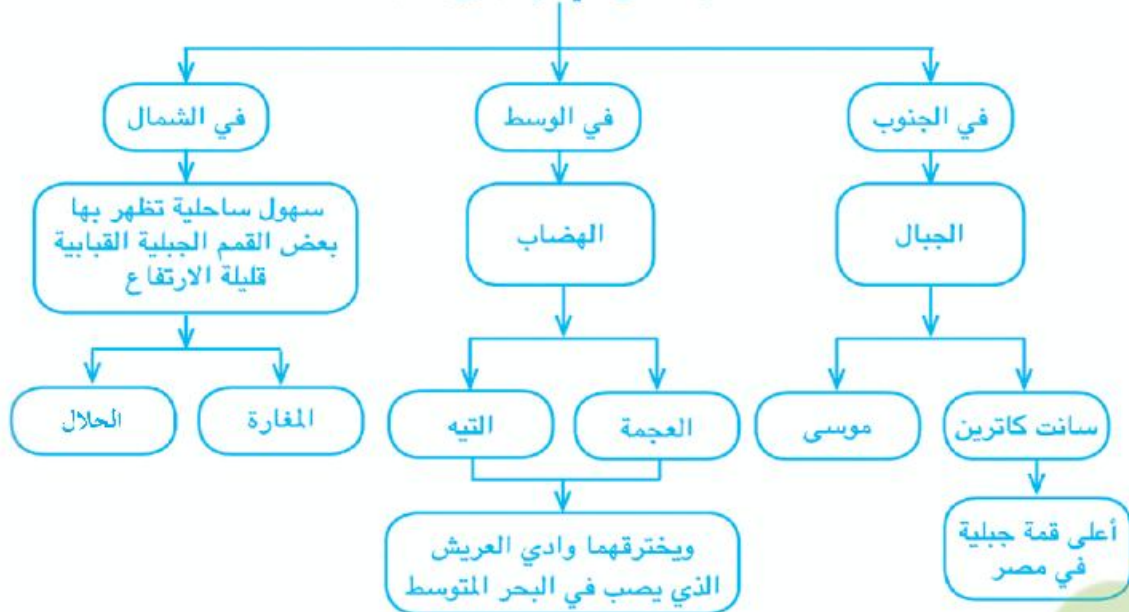 في الجنوب
في الوسط
في الشمال
الجبال
الهضاب
سهول ساحلية تظهر بها
بعض القمم الجبلية القبابية
قليلة الارتفاع
سانت كاترين
موسى
العجمة
التيه
المغارة
الحلال
أعلى قمة جبلية
في مصر
ويخترقهما وادي العريش
الذي يصب في البحر المتوسط